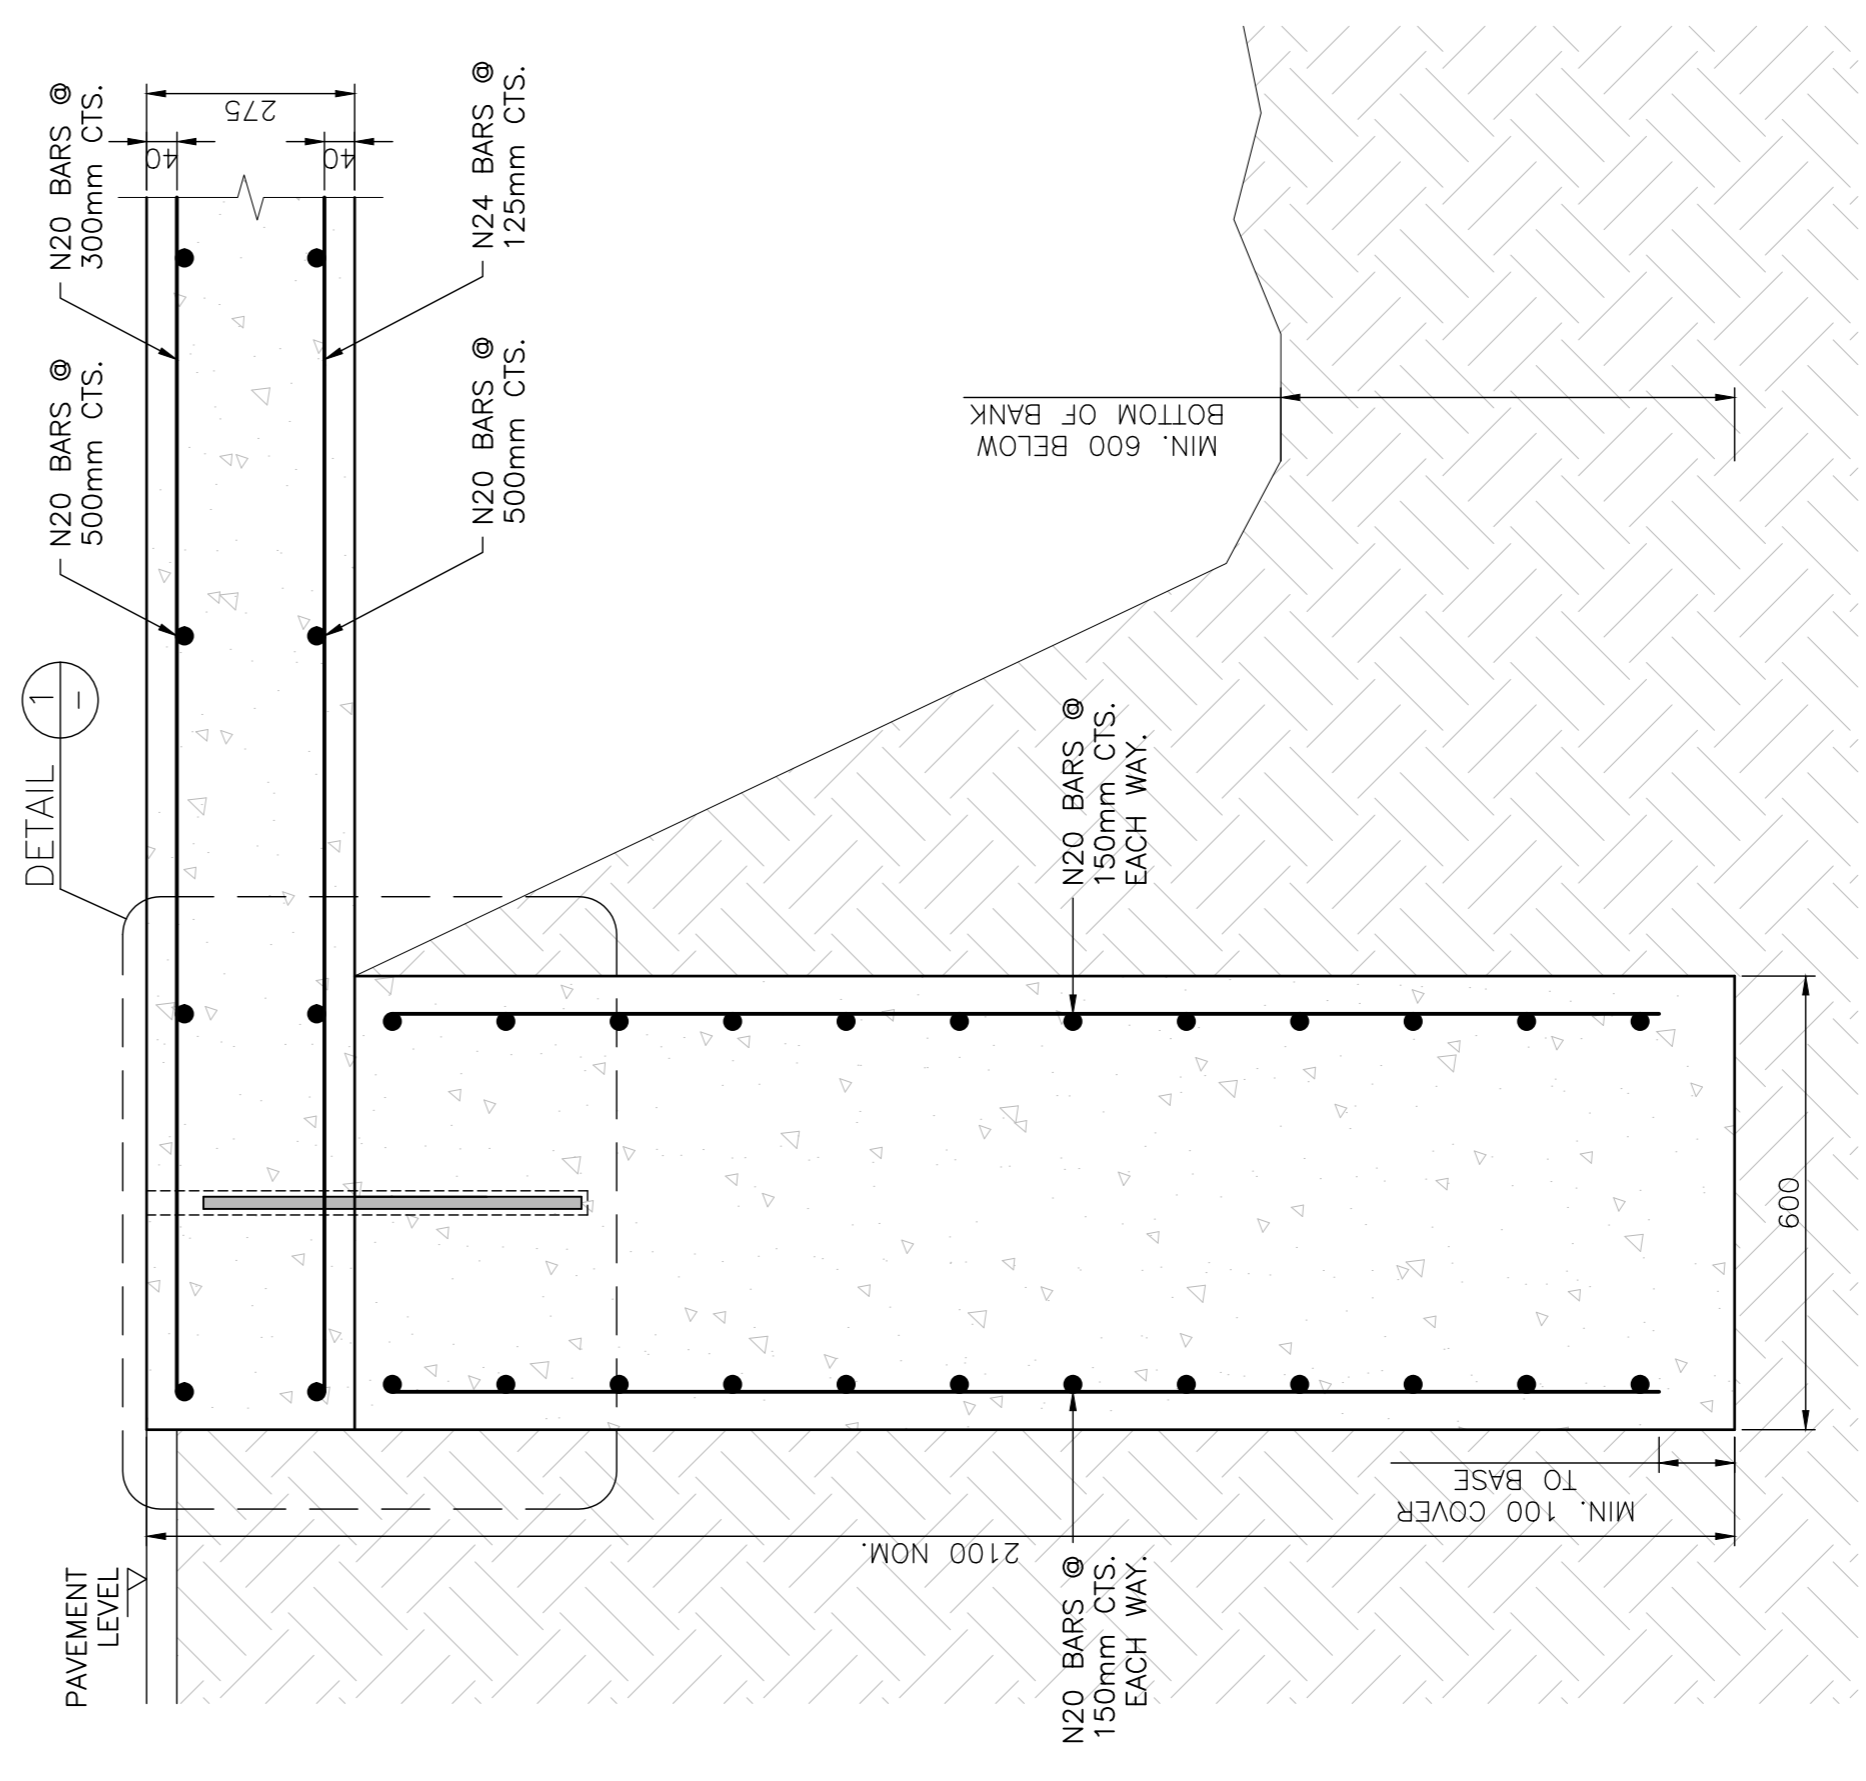 PAVEMENT
LEVEL
DETAIL
1
-
N20 BARS @
500mm CTS.
N20 BARS @
300mm CTS.
40
275
40
N20 BARS @
500mm CTS.
N24 BARS @
125mm CTS.
MIN. 600 BELOW
BOTTOM OF BANK
2100 NOM.
N20 BARS @
150mm CTS.
EACH WAY.
N20 BARS @
150mm CTS.
EACH WAY.
MIN. 100 COVER
TO BASE
600